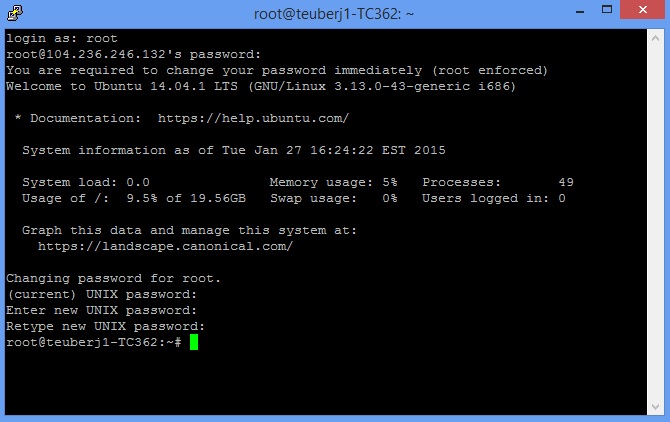 root@teuberj1-TC362: ~
login as: root
root@104.236.246.132's password:
You are required to change your password immediately (root enforced)
Welcome to Ubuntu 14.04.1 LTS (GNU/Linux 3.13.0-43-generic i686)
 * Documentation:  https://help.ubuntu.com/
  System information as of Tue Jan 27 16:24:22 EST 2015
  System load: 0.0               Memory usage: 5%   Processes:       49
  Usage of /:  9.5% of 19.56GB   Swap usage:   0%   Users logged in: 0
  Graph this data and manage this system at:
    https://landscape.canonical.com/
Changing password for root.
(current) UNIX password:
Enter new UNIX password:
Retype new UNIX password:
root@teuberj1-TC362:~#